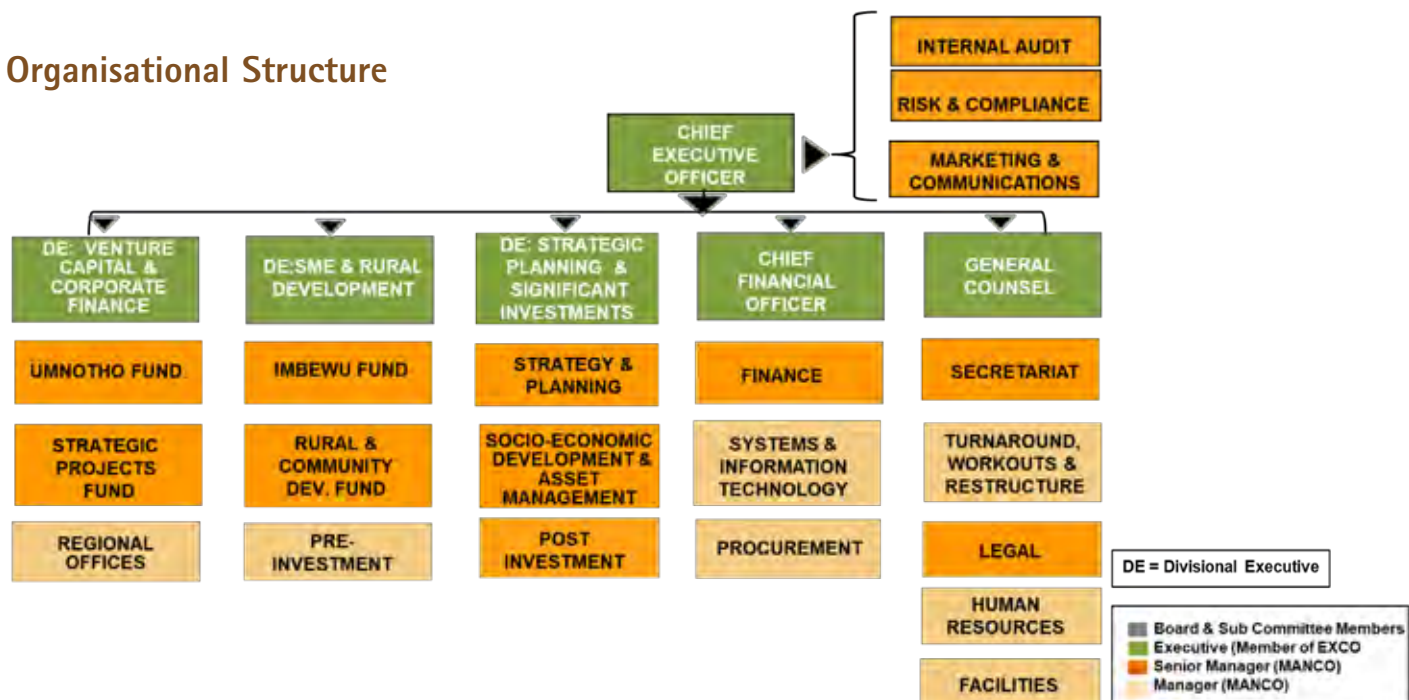 Organisational Structure
INTERNAL AUDIT
RISK & COMPLIANCE
MARKETING &
COMMUNICATIONS
CHIEF
EXECUTIVE
OFFICER
DE: VENTURE
CAPITAL &
CORPORATE
FINANCE
UMNOTHO FUND
STRATEGIC
PROJECTS
FUND
REGIONAL
OFFICES
DE:SME & RURAL
DEVELOPMENT
IMBEWU FUND
RURAL &
COMMUNITY
DEV. FUND
PRE-
INVESTMENT
DE: STRATEGIC
PLANNING &
SIGNIFICANT
INVESTMENTS
STRATEGY &
PLANNING
SOCIO-ECONOMIC
DEVELOPMENT &
ASSET
MANAGEMENT
POST
INVESTMENT
CHIEF
FINANCIAL
OFFICER
FINANCE
SYSTEMS &
INFORMATION
TECHNOLOGY
PROCUREMENT
GENERAL
COUNSEL
SECRETARIAT
TURNAROUND,
WORKOUTS &
RESTRUCTURE
LEGAL
HUMAN
RESOURCES
FACILITIES
DE = Divisional Executive
Board & Sub Committee Members
Executive (Member of EXCO
Senior Manager (MANCO)
Manager (MANCO)